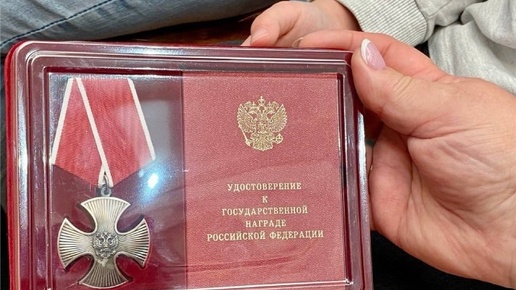 УДОСТОВЕРЕНИЕ
К
ГОСУДАРСТВЕННОЙ
НАГРАДЕ
РОССИЙСКОЙ ФЕДЕРАЦИИ